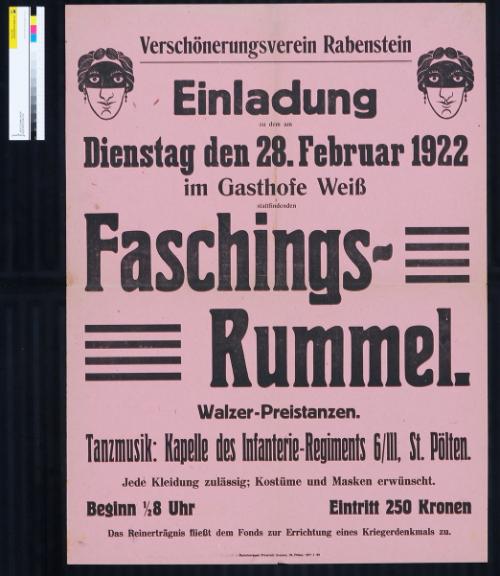 Verschönerungsverein Rabenstein
Einladung
zu dem am
Dienstag den 28. Februar 1922
im Gasthofe Weiß
stattfindenden
Faschings-
Rummel.
Walzer-Preistanzen.
Tanzmusik: Kapelle des Infanterie-Regiments 6/III, St. Pölten.
Jede Kleidung zulässig; Kostüme und Masken erwünscht.
Beginn ½8 Uhr Eintritt 250 Kronen
Das Reinerträgnis fließt dem Fonds zur Errichtung eines Kriegerdenkmales zu.